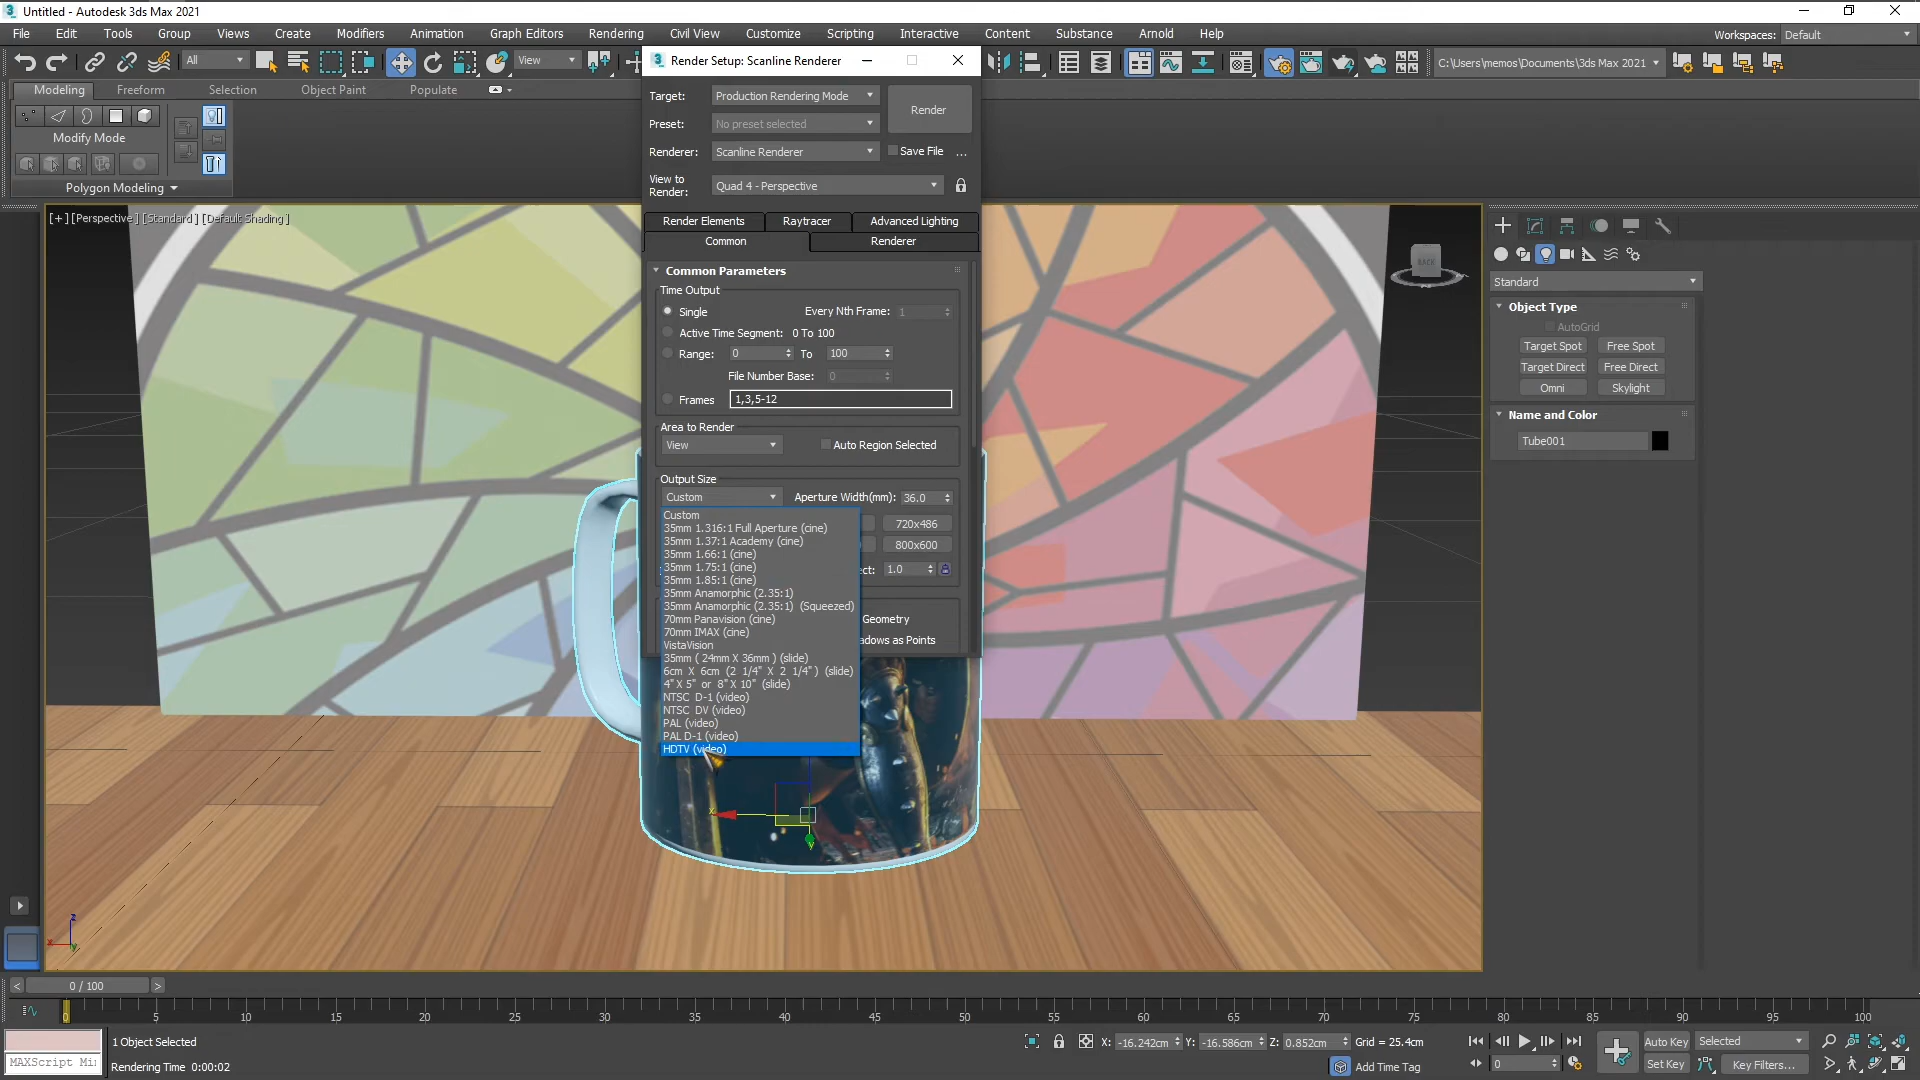 Untitled - Autodesk 3ds Max 2021
File Edit Tools Group Views Create Modifiers Animation Graph Editors Rendering Civil View Customize Scripting Interactive Content Substance Arnold Help
Workspaces: Default
All
View
C:\Users\memos\Documents\3ds Max 2021
Modeling Freeform Selection Object Paint Populate
Modify Mode
Polygon Modeling
Render Setup: Scanline Renderer
Target: Production Rendering Mode
Render
Preset: No preset selected
Renderer: Scanline Renderer
Save File ...
View to
Render:
Quad 4 - Perspective
Render Elements Raytracer Advanced Lighting
Common Renderer
Common Parameters
Time Output
Single Every Nth Frame: 1
Active Time Segment: 0 To 100
Range: 0 To 100
File Number Base: 0
Frames 1,3,5-12
Area to Render
View Auto Region Selected
Output Size
Custom Aperture Width(mm): 36.0
720x486
800x600
ect: 1.0
Geometry
adows as Points
Custom
35mm 1.316:1 Full Aperture (cine)
35mm 1.37:1 Academy (cine)
35mm 1.66:1 (cine)
35mm 1.75:1 (cine)
35mm 1.85:1 (cine)
35mm Anamorphic (2.35:1)
35mm Anamorphic (2.35:1) (Squeezed)
70mm Panavision (cine)
70mm IMAX (cine)
VistaVision
35mm ( 24mm X 36mm ) (slide)
6cm X 6cm (2 1/4" X 2 1/4") (slide)
4" X 5" or 8" X 10" (slide)
NTSC D-1 (video)
NTSC DV (video)
PAL (video)
PAL D-1 (video)
HDTV (video)
[+] [Perspective] [Standard] [Default Shading]
BACK
x
y
z
x
y
Standard
Object Type
AutoGrid
Target Spot Free Spot
Target Direct Free Direct
Omni Skylight
Name and Color
Tube001
< 0 / 100 >
0 5 10 15 20 25 30 35 40 45 50 55 60 65 70 75 80 85 90 95 100
1 Object Selected
X: -16.242cm Y: -16.586cm Z: 0.852cm Grid = 25.4cm
Auto Key Selected
MAXScript Mi
Rendering Time 0:00:02
Add Time Tag
0
Set Key Key Filters...